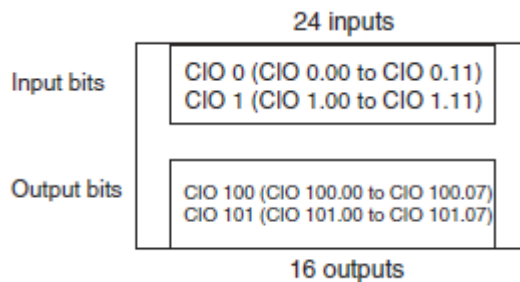 24 inputs
Input bits
CIO 0 (CIO 0.00 to CIO 0.11)
CIO 1 (CIO 1.00 to CIO 1.11)
Output bits
CIO 100 (CIO 100.00 to CIO 100.07)
CIO 101 (CIO 101.00 to CIO 101.07)
16 outputs